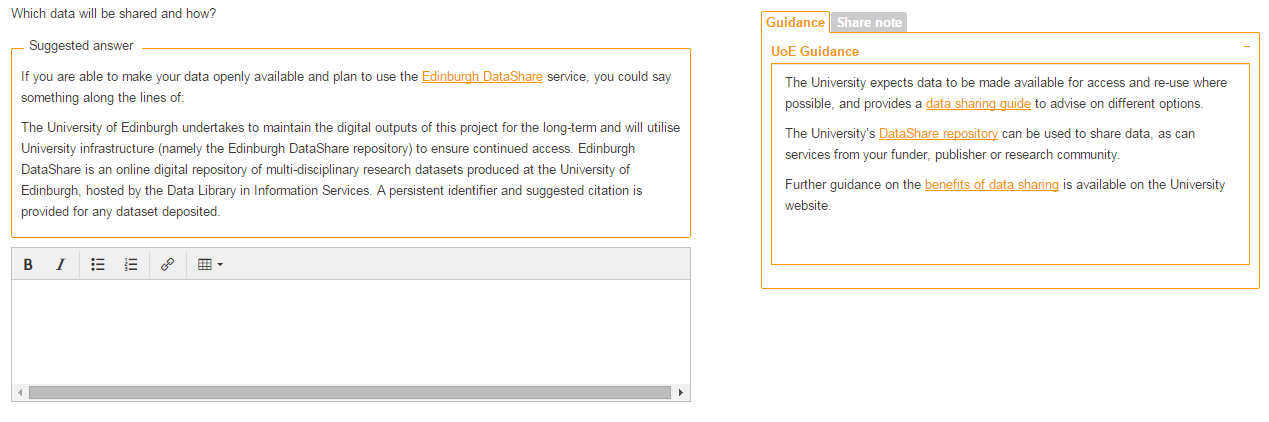 Which data will be shared and how?
Suggested answer
If you are able to make your data openly available and plan to use the Edinburgh DataShare service, you could say
something along the lines of:
The University of Edinburgh undertakes to maintain the digital outputs of this project for the long-term and will utilise
University infrastructure (namely the Edinburgh DataShare repository) to ensure continued access. Edinburgh
DataShare is an online digital repository of multi-disciplinary research datasets produced at the University of
Edinburgh, hosted by the Data Library in Information Services. A persistent identifier and suggested citation is
provided for any dataset deposited.
B I
Guidance Share note
UoE Guidance
The University expects data to be made available for access and re-use where
possible, and provides a data sharing guide to advise on different options.
The University's DataShare repository can be used to share data, as can
services from your funder, publisher or research community.
Further guidance on the benefits of data sharing is available on the University
website.